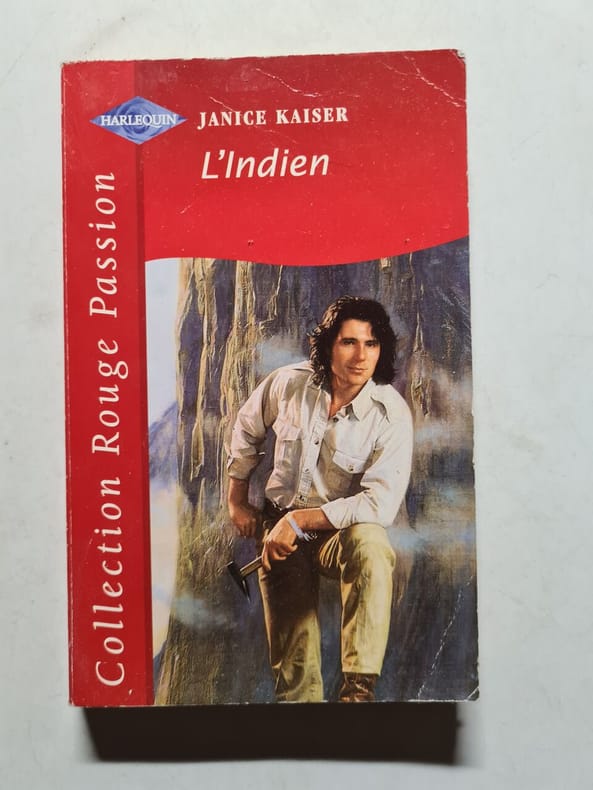 HARLEQUIN
JANICE KAISER
L'Indien
Collection Rouge Passion